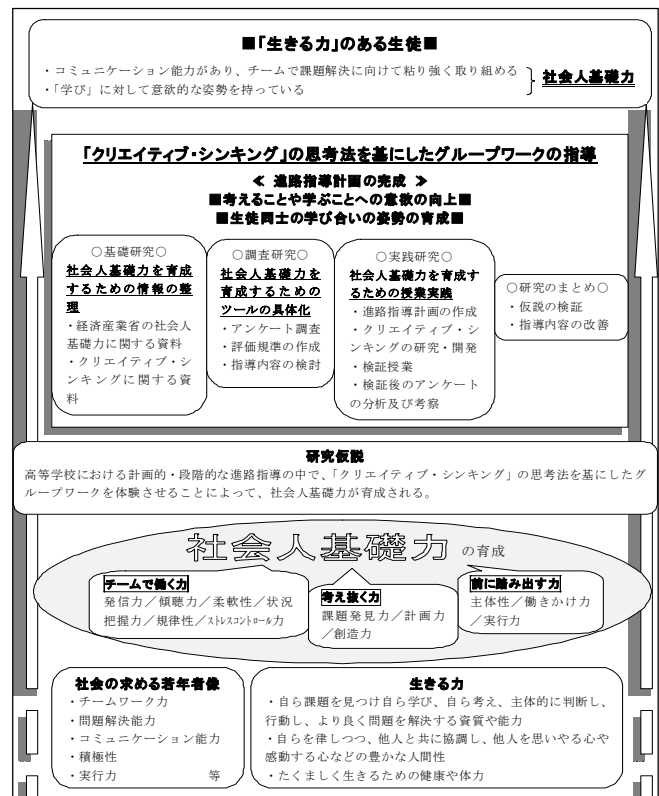 ■「生きる力」のある生徒■
・コミュニケーション能力があり、チームで課題解決に向けて粘り強く取り組める
・「学び」に対して意欲的な姿勢を持っている
社会人基礎力
「クリエイティブ・シンキング」の思考法を基にしたグループワークの指導
≪ 進路指導計画の完成 ≫
■考えることや学ぶことへの意欲の向上■
■生徒同士の学び合いの姿勢の育成■
○基礎研究○
社会人基礎力を育成
するための情報の整
理
・経済産業省の社会人
基礎力に関する資料
・クリエイティブ・シ
ンキングに関する資
料
○調査研究○
社会人基礎力を
育成するための
ツールの具体化
・アンケート調査
・評価規準の作成
・指導内容の検討
○実践研究○
社会人基礎力を育成す
るための授業実践
・進路指導計画の作成
・クリエイティブ・シ
ンキングの研究・開発
・検証授業
・検証後のアンケート
の分析及び考察
○研究のまとめ○
・仮説の検証
・指導内容の改善
研究仮説
高等学校における計画的・段階的な進路指導の中で、「クリエイティブ・シンキング」の思考法を基にしたグ
ループワークを体験させることによって、社会人基礎力が育成される。
社会人基礎力 の育成
チームで働く力
発信力／傾聴力／柔軟性／状況
把握力／規律性／ストレスコントロール力
考え抜く力
課題発見力／計画力
／創造力
前に踏み出す力
主体性／働きかけ力
／実行力
社会の求める若年者像
・チームワーク力
・問題解決能力
・コミュニケーション能力
・積極性
・実行力 等
生きる力
・自ら課題を見つけ自ら学び、自ら考え、主体的に判断し、
行動し、より良く問題を解決する資質や能力
・自らを律しつつ、他人と共に協調し、他人を思いやる心や
感動する心などの豊かな人間性
・たくましく生きるための健康や体力